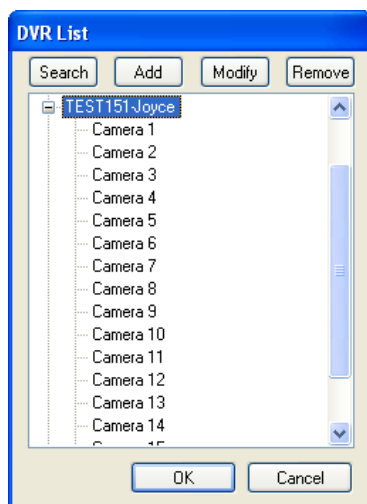 DVR List
Search Add Modify Remove
TEST151-Joyce
Camera 1
Camera 2
Camera 3
Camera 4
Camera 5
Camera 6
Camera 7
Camera 8
Camera 9
Camera 10
Camera 11
Camera 12
Camera 13
Camera 14
OK Cancel